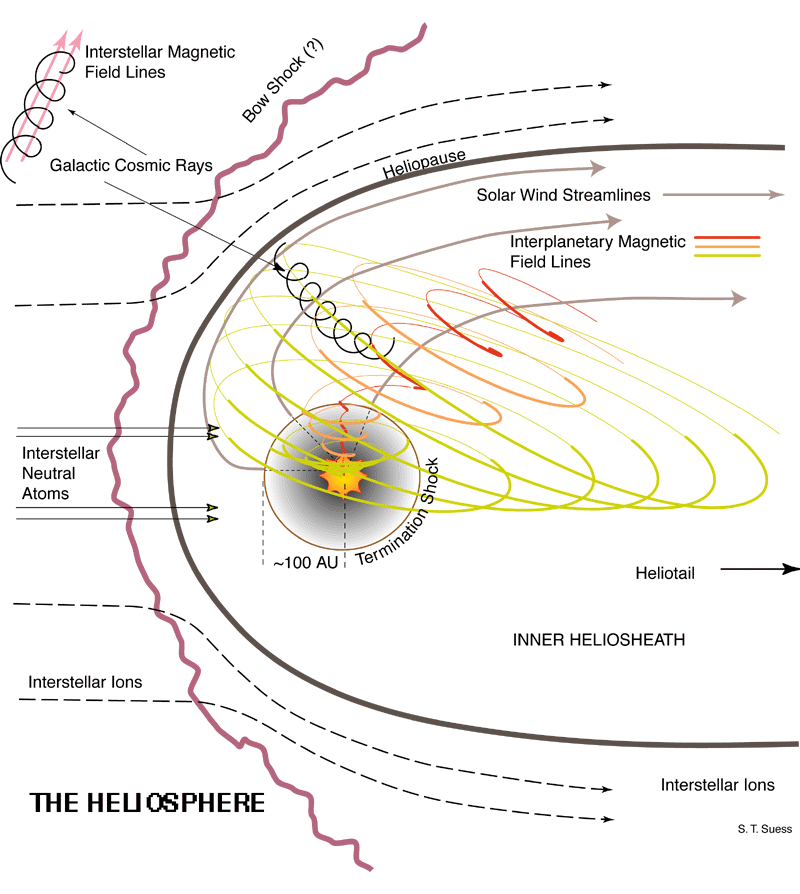 Interstellar Magnetic
Field Lines
Bow Shock (?)
Galactic Cosmic Rays
Heliopause
Solar Wind Streamlines
Interplanetary Magnetic
Field Lines
Interstellar
Neutral
Atoms
Termination Shock
~100 AU
Heliotail
INNER HELIOSHEATH
Interstellar Ions
Interstellar Ions
THE HELIOSPHERE
S. T. Suess